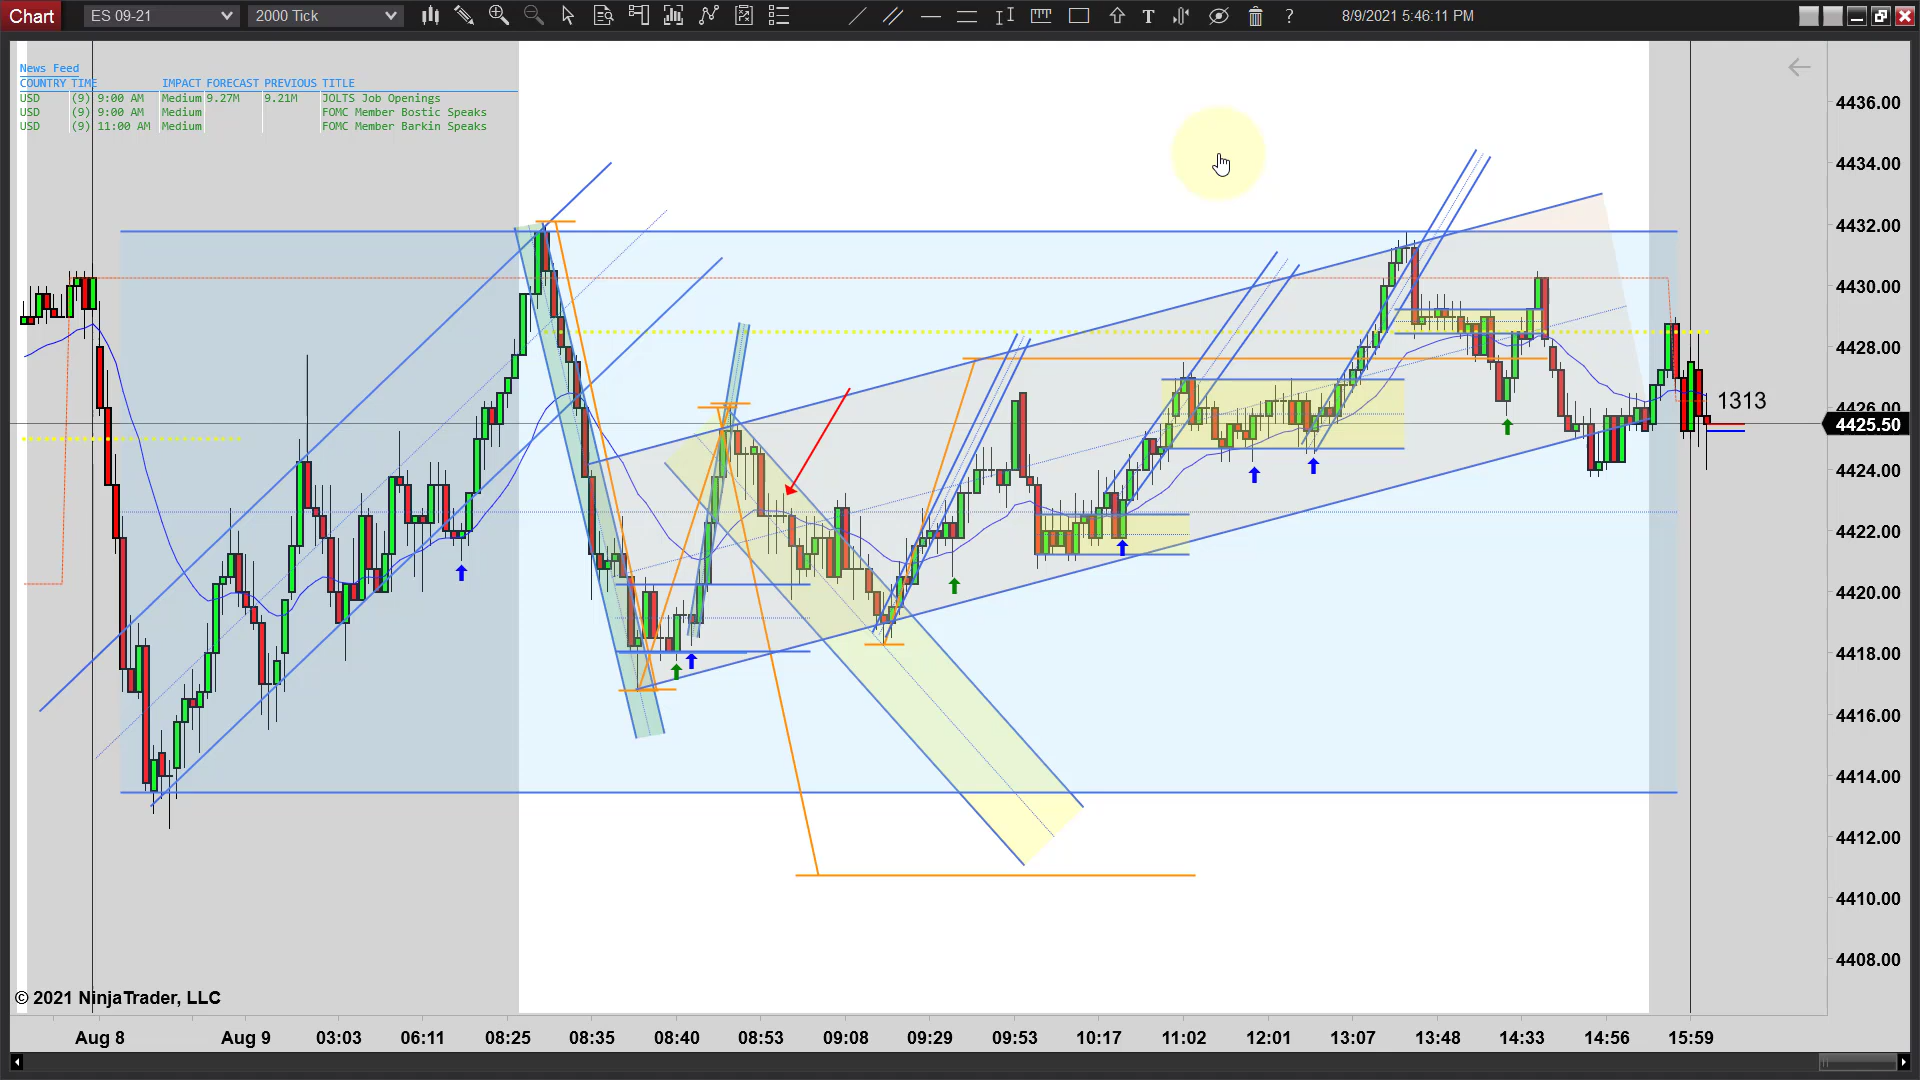 Chart ES 09-21 2000 Tick T ? 8/9/2021 5:46:11 PM
News Feed
COUNTRY TIME IMPACT FORECAST PREVIOUS TITLE
USD (9) 9:00 AM Medium 9.27M 9.21M JOLTS Job Openings
USD (9) 9:00 AM Medium FOMC Member Bostic Speaks
USD (9) 11:00 AM Medium FOMC Member Barkin Speaks
4436.00
4434.00
4432.00
4430.00
4428.00
1313
4426.00
4425.50
4424.00
4422.00
4420.00
4418.00
4416.00
4414.00
4412.00
4410.00
4408.00
© 2021 NinjaTrader, LLC
Aug 8 Aug 9 03:03 06:11 08:25 08:35 08:40 08:53 09:08 09:29 09:53 10:17 11:02 12:01 13:07 13:48 14:33 14:56 15:59